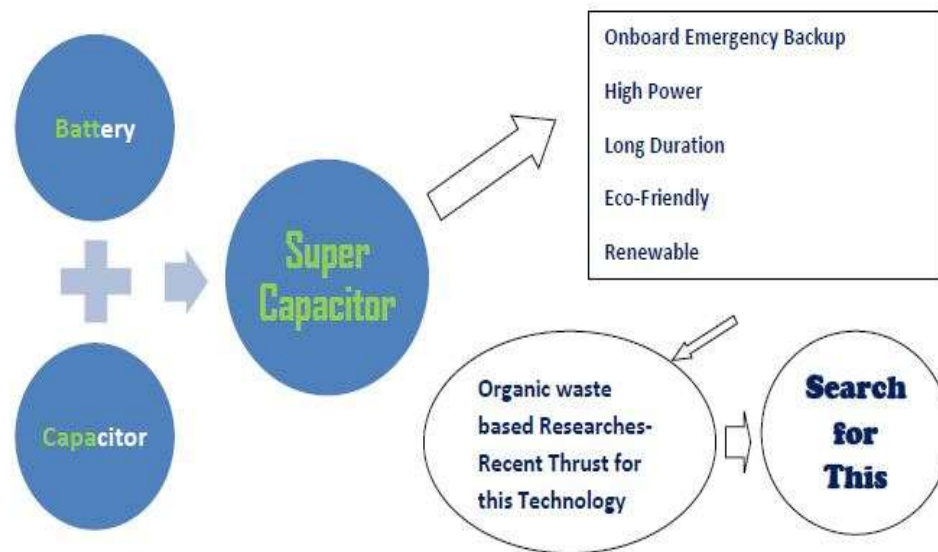 Battery
Capacitor
Super
Capacitor
Onboard Emergency Backup
High Power
Long Duration
Eco-Friendly
Renewable
Organic waste
based Researches-
Recent Thrust for
this Technology
Search
for
This